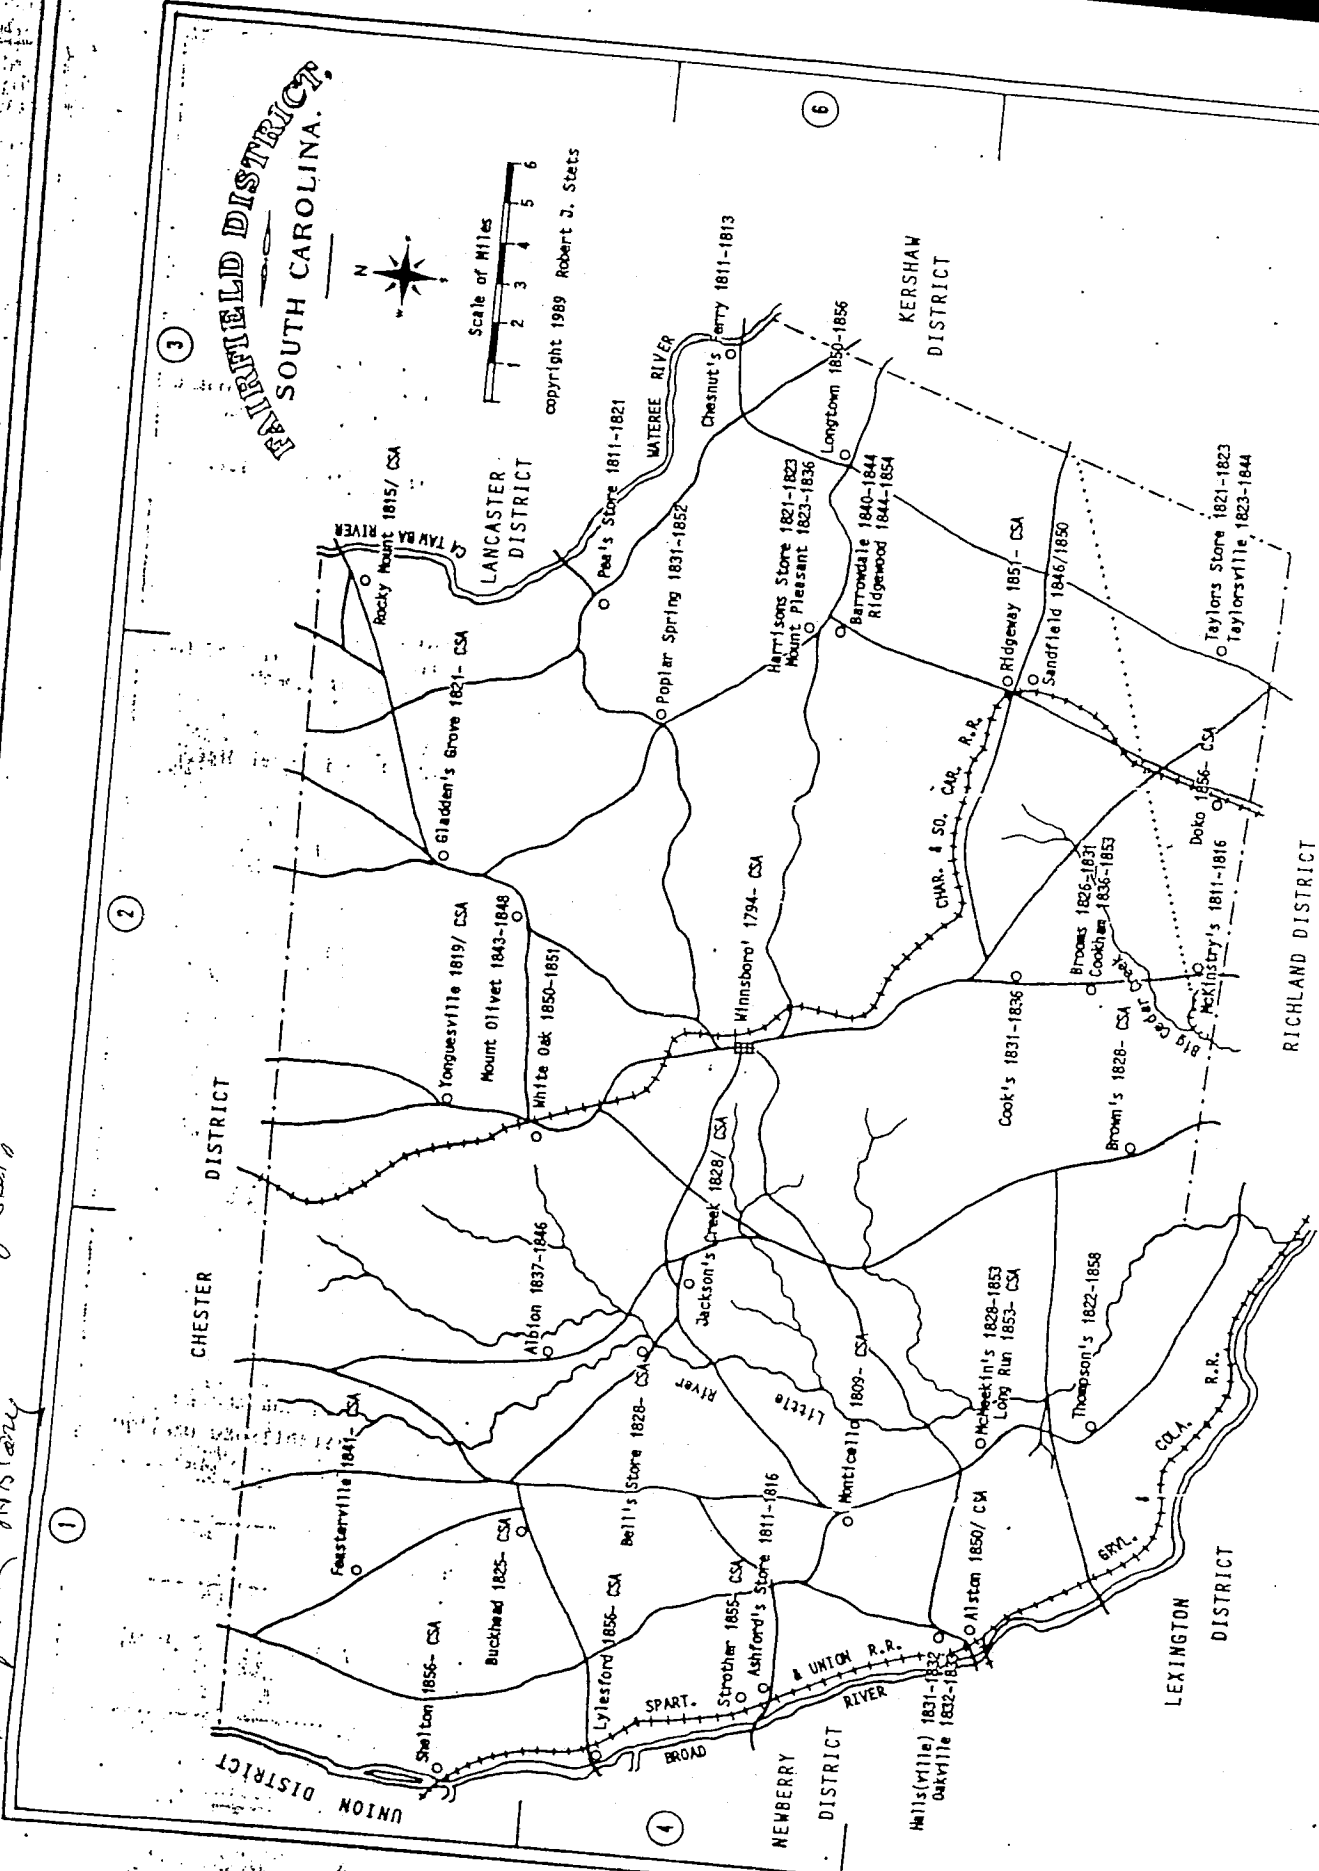 FAIRFIELD DISTRICT.
SOUTH CAROLINA.
N
W
Scale of Miles
1 2 3 4 5 6
copyright 1989 Robert J. Stets
1
2
3
4
6
UNION DISTRICT
CHESTER DISTRICT
LANCASTER
DISTRICT
KERSHAW
DISTRICT
RICHLAND DISTRICT
LEXINGTON
DISTRICT
NEWBERRY
DISTRICT
CATAWBA
RIVER
WATEREE RIVER
BROAD
RIVER
Little
River
Big Cedar Creek
SPART. & UNION R.R.
GRVL. & COLA. R.R.
CHAR. & SO. CAR. R.R.
Rocky Mount 1815/ CSA
Gladden's Grove 1821- CSA
Pea's Store 1811-1821
Chesnut's Ferry 1811-1813
Poplar Spring 1831-1852
Longtown 1850-1856
Harrisons Store 1821-1823
Mount Pleasant 1823-1836
Barrowdale 1840-1844
Ridgewood 1844-1854
Ridgeway 1851- CSA
Sandfield 1846/1850
Taylors Store 1821-1823
Taylorsville 1823-1844
Doko 1856- CSA
McKinstry's 1811-1816
Brooms 1826-1831
Cookham 1836-1853
Cook's 1831-1836
Brown's 1828- CSA
Winnsboro' 1794- CSA
Yonguesville 1819/ CSA
Mount Olivet 1843-1848
White Oak 1850-1851
Albion 1837-1846
Jackson's Creek 1828/ CSA
Feasterville 1841- CSA
Buckhead 1825- CSA
Bell's Store 1828- CSA
Shelton 1856- CSA
Lylesford 1856- CSA
Strother 1855- CSA
Ashford's Store 1811-1816
Monticello 1809- CSA
McMeekin's 1828-1853
Long Run 1853- CSA
Thompson's 1822-1858
Alston 1850/ CSA
Halls(ville) 1831-1832
Oakville 1832-1833
History